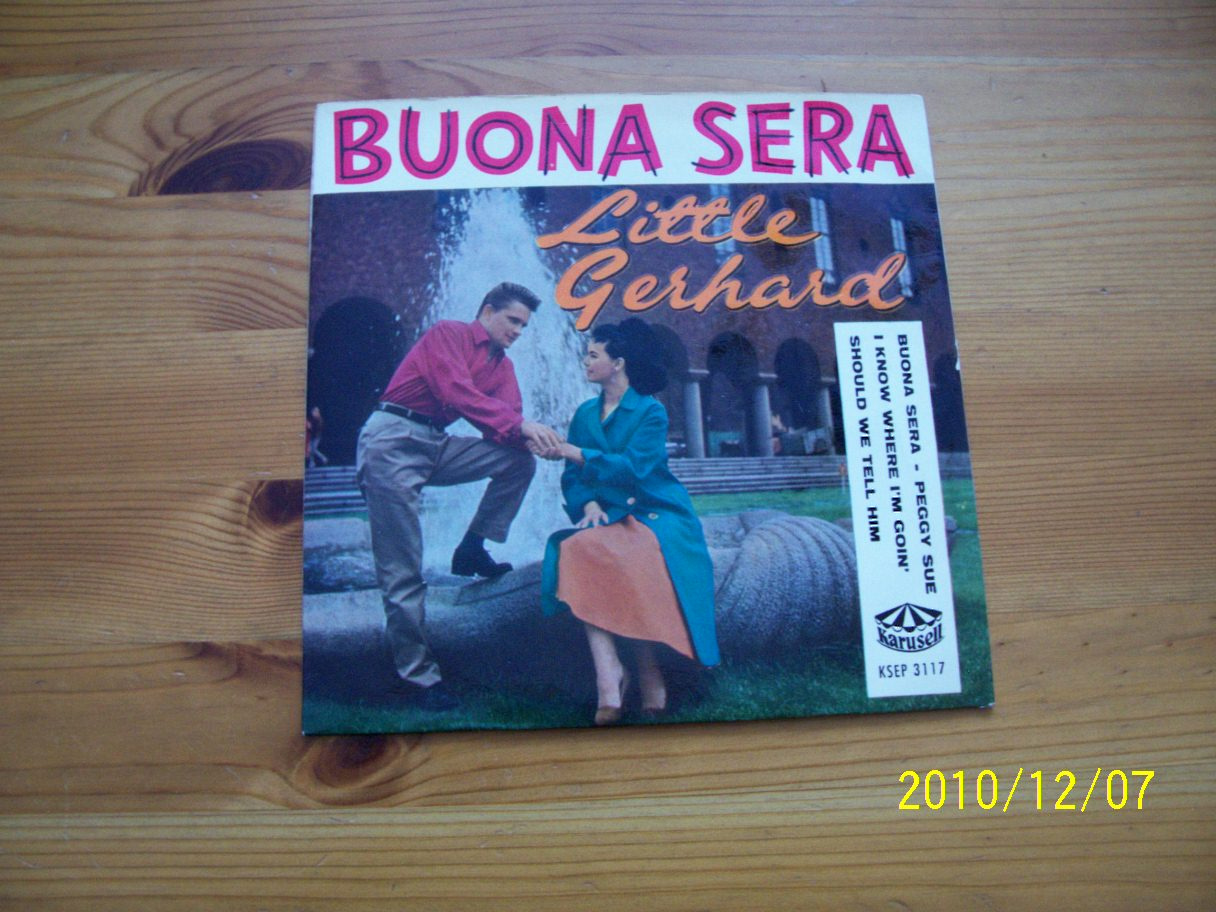 BUONA SERA
Little
Gerhard
BUONA SERA - PEGGY SUE
I KNOW WHERE I'M GOIN'
SHOULD WE TELL HIM
Karusell
KSEP 3117
2010/12/07